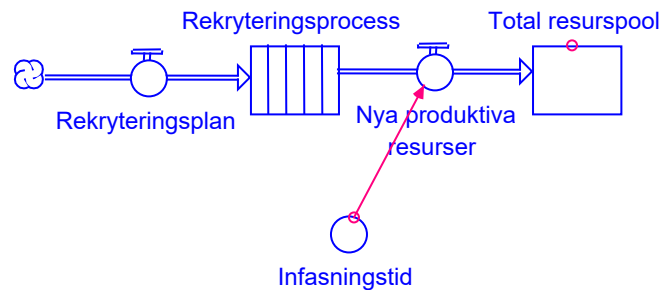 Rekryteringsprocess
Total resurspool
Rekryteringsplan
Nya produktiva
resurser
Infasningstid